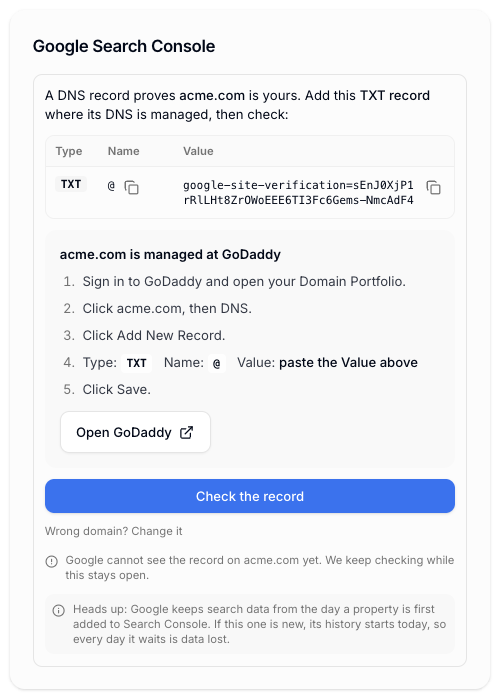 Google Search Console
A DNS record proves acme.com is yours. Add this TXT record
where its DNS is managed, then check:
Type Name Value
TXT @ google-site-verification=sEnJ0XjP1
rRlLHt8ZrOWoEEE6TI3Fc6Gems-NmcAdF4
acme.com is managed at GoDaddy
1. Sign in to GoDaddy and open your Domain Portfolio.
2. Click acme.com, then DNS.
3. Click Add New Record.
4. Type: TXT Name: @ Value: paste the Value above
5. Click Save.
Open GoDaddy
Check the record
Wrong domain? Change it
Google cannot see the record on acme.com yet. We keep checking while
this stays open.
Heads up: Google keeps search data from the day a property is first
added to Search Console. If this one is new, its history starts today, so
every day it waits is data lost.